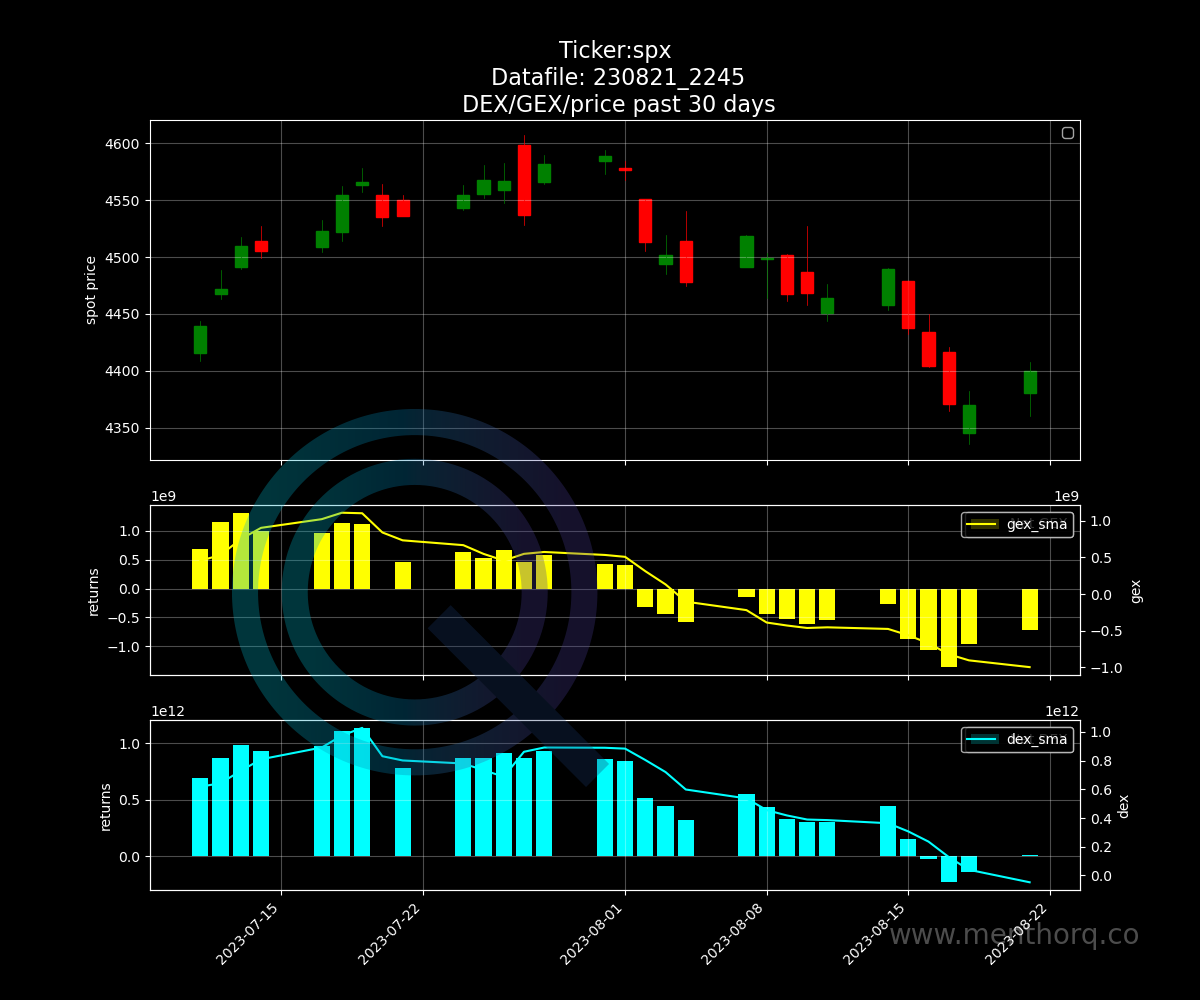 Ticker:spx
Datafile: 230821_2245
DEX/GEX/price past 30 days
4600
4550
4500
4450
4400
4350
spot price
1e9
1e9
1.0
0.5
0.0
−0.5
−1.0
returns
gex_sma
1.0
0.5
0.0
−0.5
−1.0
gex
1e12
1e12
1.0
0.5
0.0
returns
dex_sma
1.0
0.8
0.6
0.4
0.2
0.0
dex
2023-07-15
2023-07-22
2023-08-01
2023-08-08
2023-08-15
2023-08-22
www.menthorq.co